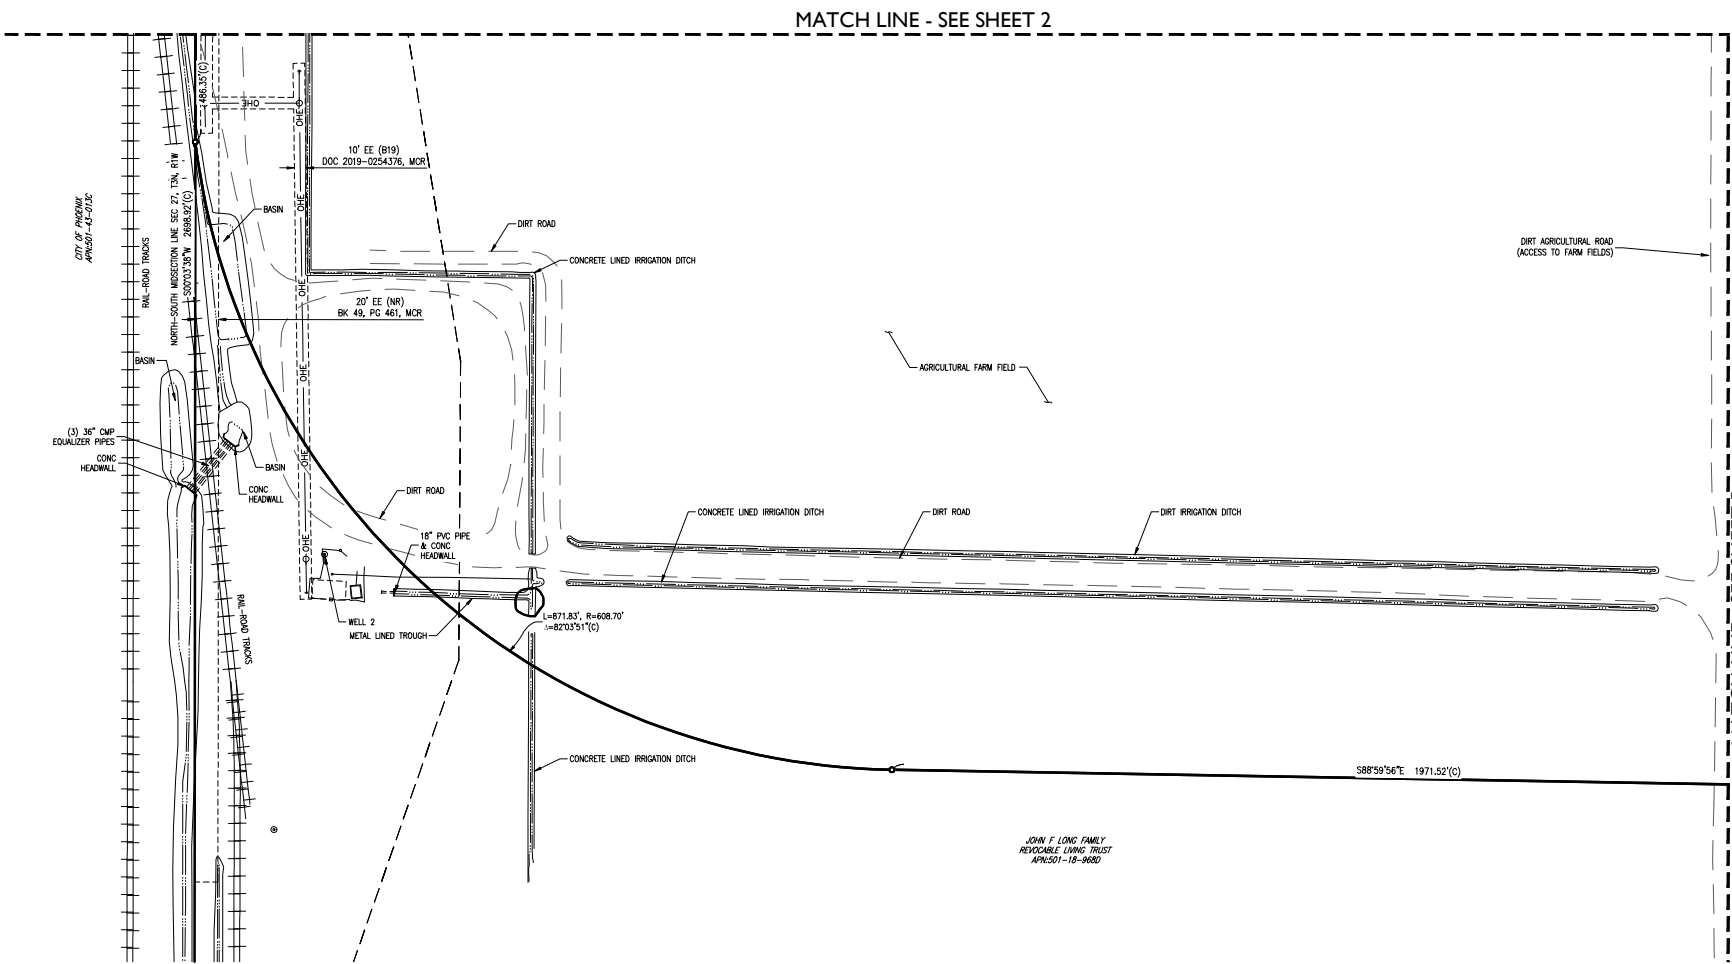 MATCH LINE - SEE SHEET 2
1486.35'(C)
OHE
OHE
10' EE (B19)
DOC 2019-0254376, MCR
NORTH-SOUTH MIDSECTION LINE SEC 27, T3N, R1W
S00°03'38"W 2698.92'(C)
CITY OF PHOENIX
APN:501-43-013C
RAIL-ROAD TRACKS
OHE
BASIN
DIRT ROAD
CONCRETE LINED IRRIGATION DITCH
DIRT AGRICULTURAL ROAD
(ACCESS TO FARM FIELDS)
OHE
20' EE (NR)
BK 49, PG 461, MCR
BASIN
OHE
AGRICULTURAL FARM FIELD
(3) 36" CMP
EQUALIZER PIPES
CONC
HEADWALL
OHE
BASIN
CONC
HEADWALL
DIRT ROAD
CONCRETE LINED IRRIGATION DITCH
DIRT ROAD
DIRT IRRIGATION DITCH
OHE
18" PVC PIPE
& CONC
HEADWALL
RAIL-ROAD TRACKS
WELL 2
METAL LINED TROUGH
L=871.83', R=608.70'
Δ=82°03'51"(C)
CONCRETE LINED IRRIGATION DITCH
S88°59'56"E 1971.52'(C)
JOHN F LONG FAMILY
REVOCABLE LIVING TRUST
APN:501-18-968D